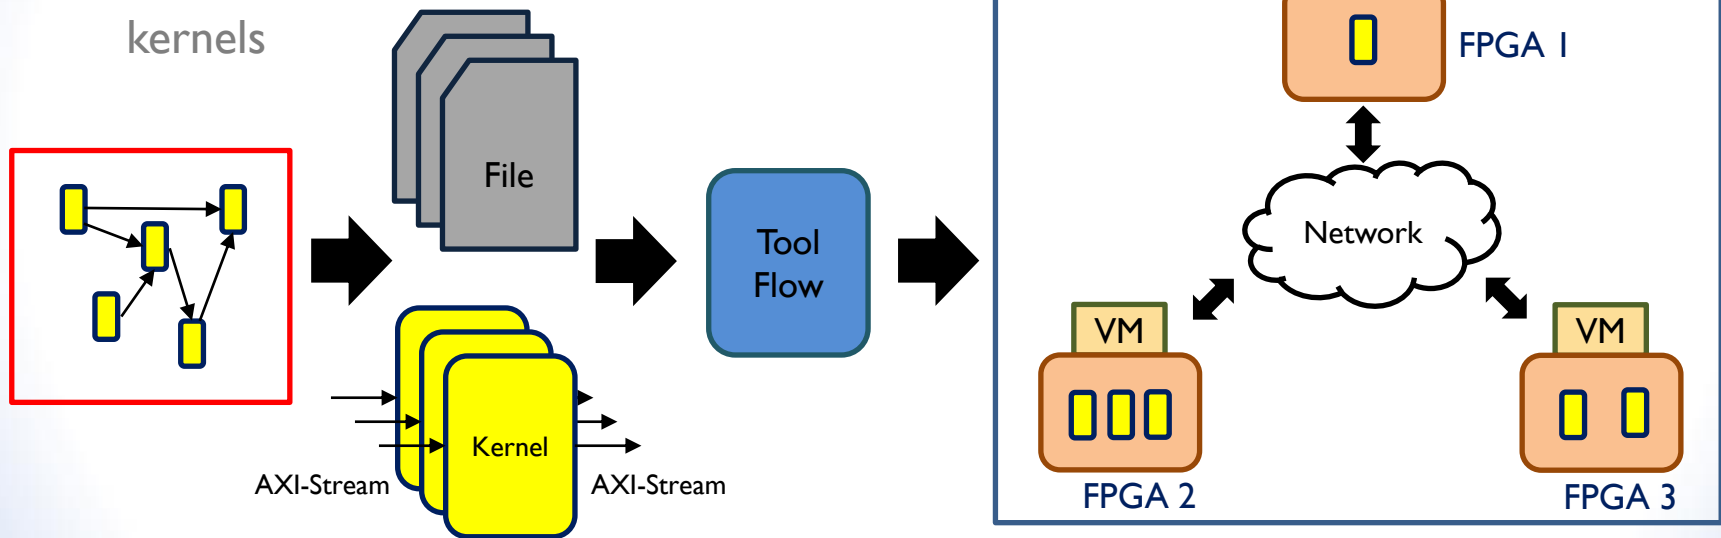 kernels
File
Tool
Flow
Kernel
AXI-Stream
AXI-Stream
FPGA 1
Network
VM
VM
FPGA 2
FPGA 3